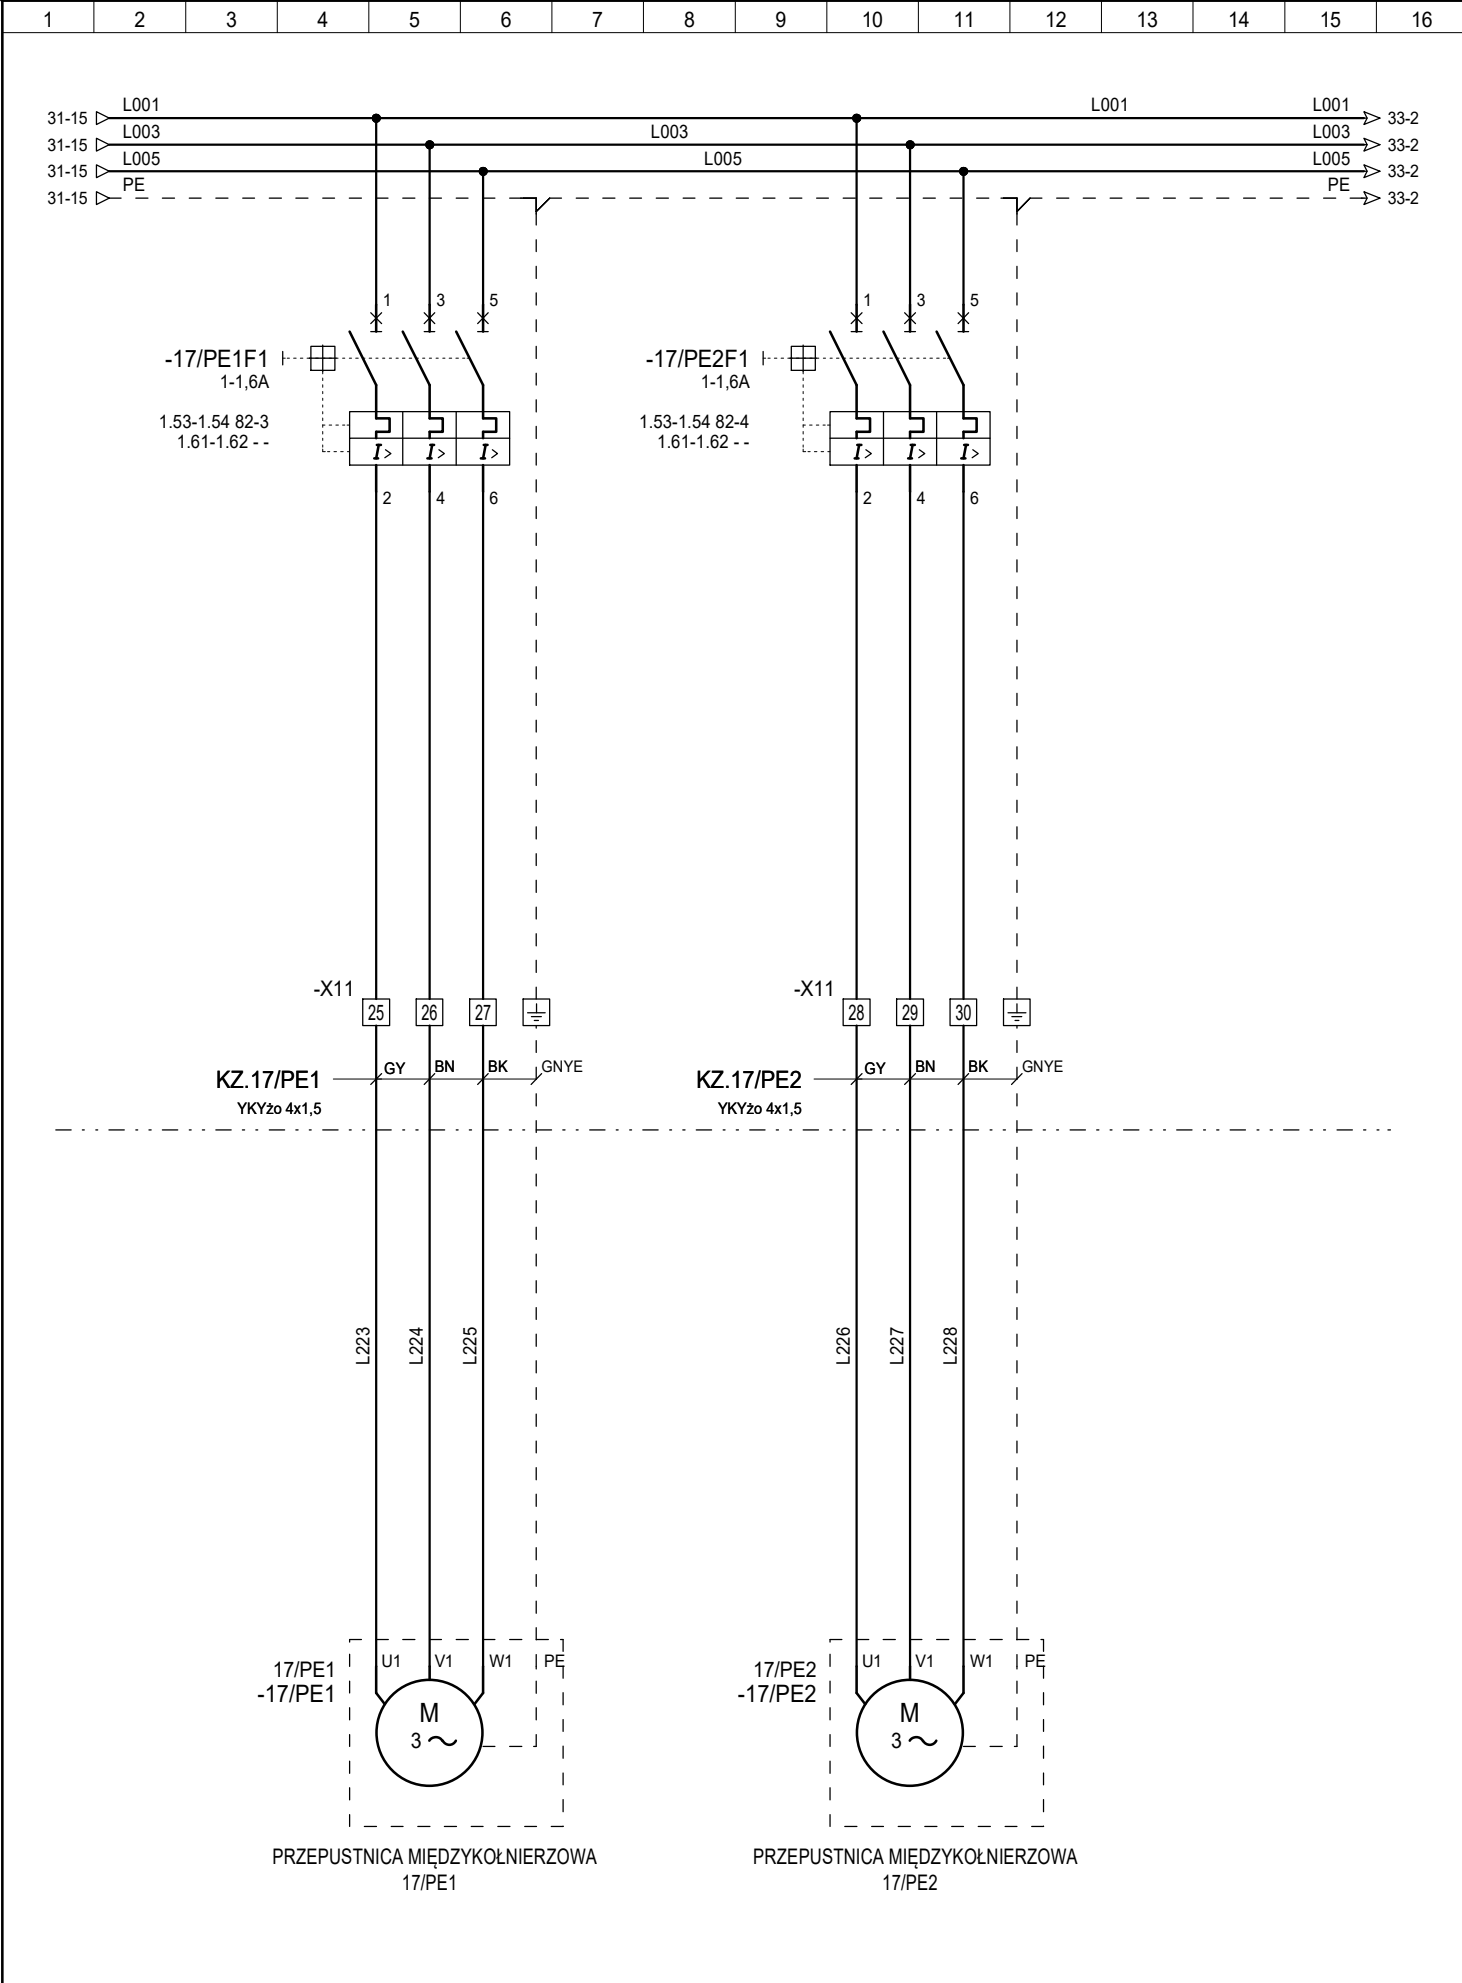 1 2 3 4 5 6 7 8 9 10 11 12 13 14 15 16
31-15 L001 L001 L001 33-2
31-15 L003 L003 L003 33-2
31-15 L005 L005 L005 33-2
31-15 PE PE 33-2
1 3 5 1 3 5
-17/PE1F1 -17/PE2F1
1-1,6A 1-1,6A
1.53-1.54 82-3 1.53-1.54 82-4
1.61-1.62 - - 1.61-1.62 - -
I> I> I> I> I> I>
2 4 6 2 4 6
-X11 -X11
25 26 27 28 29 30
KZ.17/PE1 GY BN BK GNYE KZ.17/PE2 GY BN BK GNYE
YKYżo 4x1,5 YKYżo 4x1,5
L223 L224 L225 L226 L227 L228
17/PE1 U1 V1 W1 PE 17/PE2 U1 V1 W1 PE
-17/PE1 -17/PE2
M M
3 3
PRZEPUSTNICA MIĘDZYKOŁNIERZOWA PRZEPUSTNICA MIĘDZYKOŁNIERZOWA
17/PE1 17/PE2